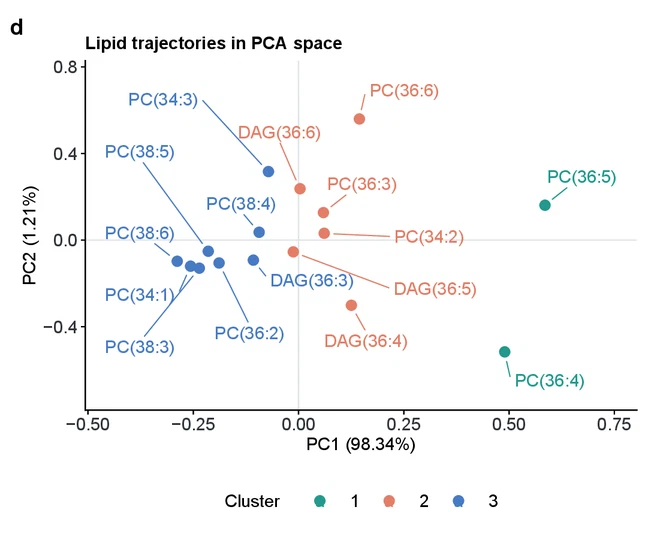 d
Lipid trajectories in PCA space
PC2 (1.21%)
0.8
0.4
0.0
−0.4
PC(36:6)
PC(34:3)
DAG(36:6)
PC(38:5)
PC(36:5)
PC(36:3)
PC(38:4)
PC(38:6)
PC(34:2)
DAG(36:3)
DAG(36:5)
PC(34:1)
PC(36:2)
DAG(36:4)
PC(38:3)
PC(36:4)
−0.50 −0.25 0.00 0.25 0.50 0.75
PC1 (98.34%)
Cluster 1 2 3